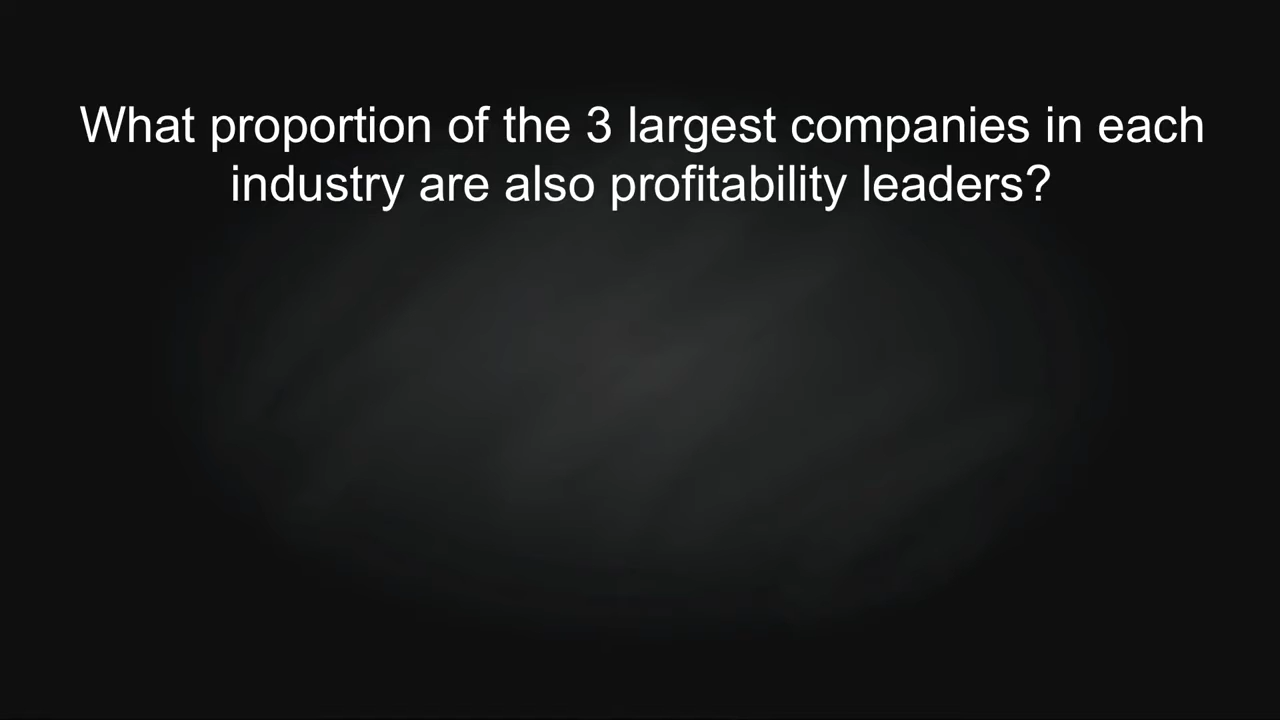 What proportion of the 3 largest companies in each
industry are also profitability leaders?